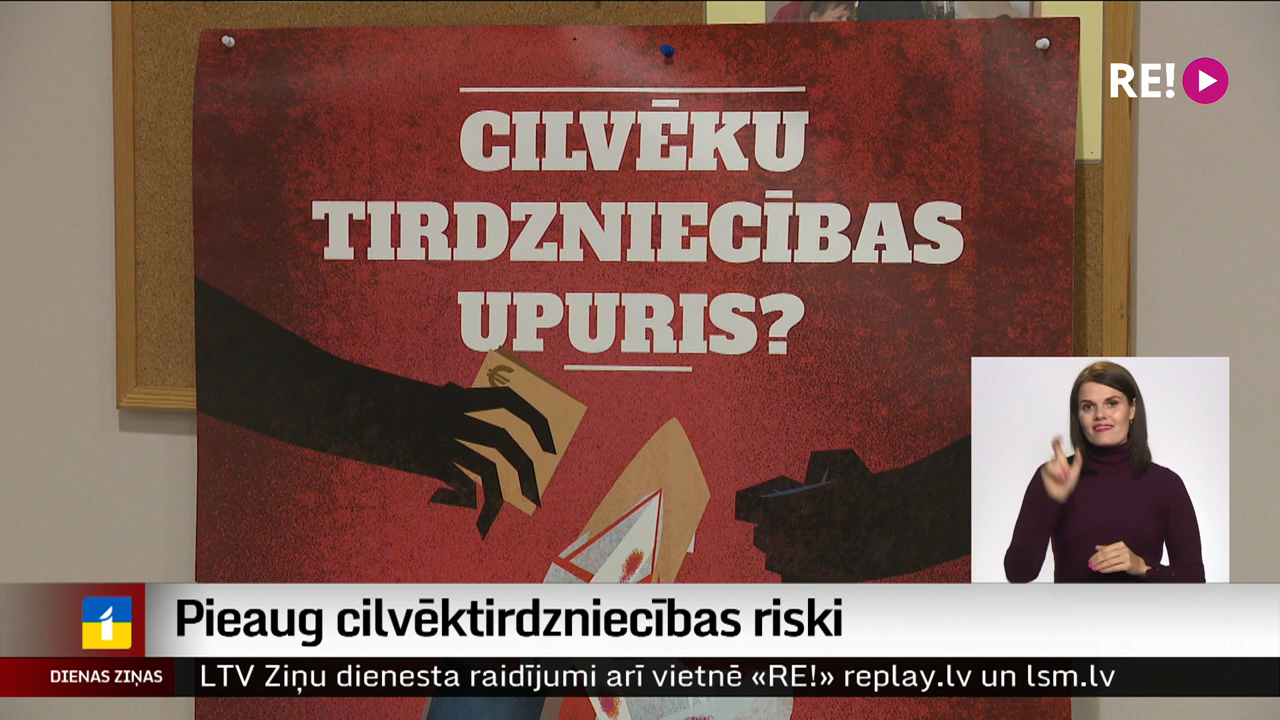 RE!
CILVĒKU
TIRDZNIECĪBAS
UPURIS?
€
1
Pieaug cilvēktirdzniecības riski
DIENAS ZIŅAS
LTV Ziņu dienesta raidījumi arī vietnē «RE!» replay.lv un lsm.lv